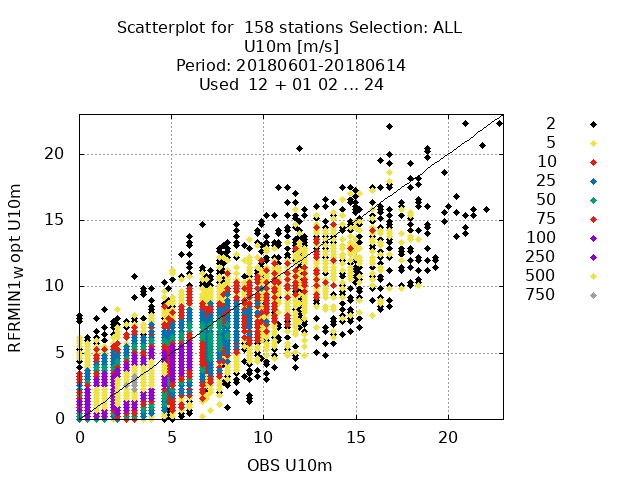 Scatterplot for  158 stations Selection: ALL
U10m [m/s]
Period: 20180601-20180614
Used  12 + 01 02 ... 24
RFRMIN1W opt U10m
20
15
10
5
0
0 5 10 15 20
OBS U10m
2
5
10
25
50
75
100
250
500
750